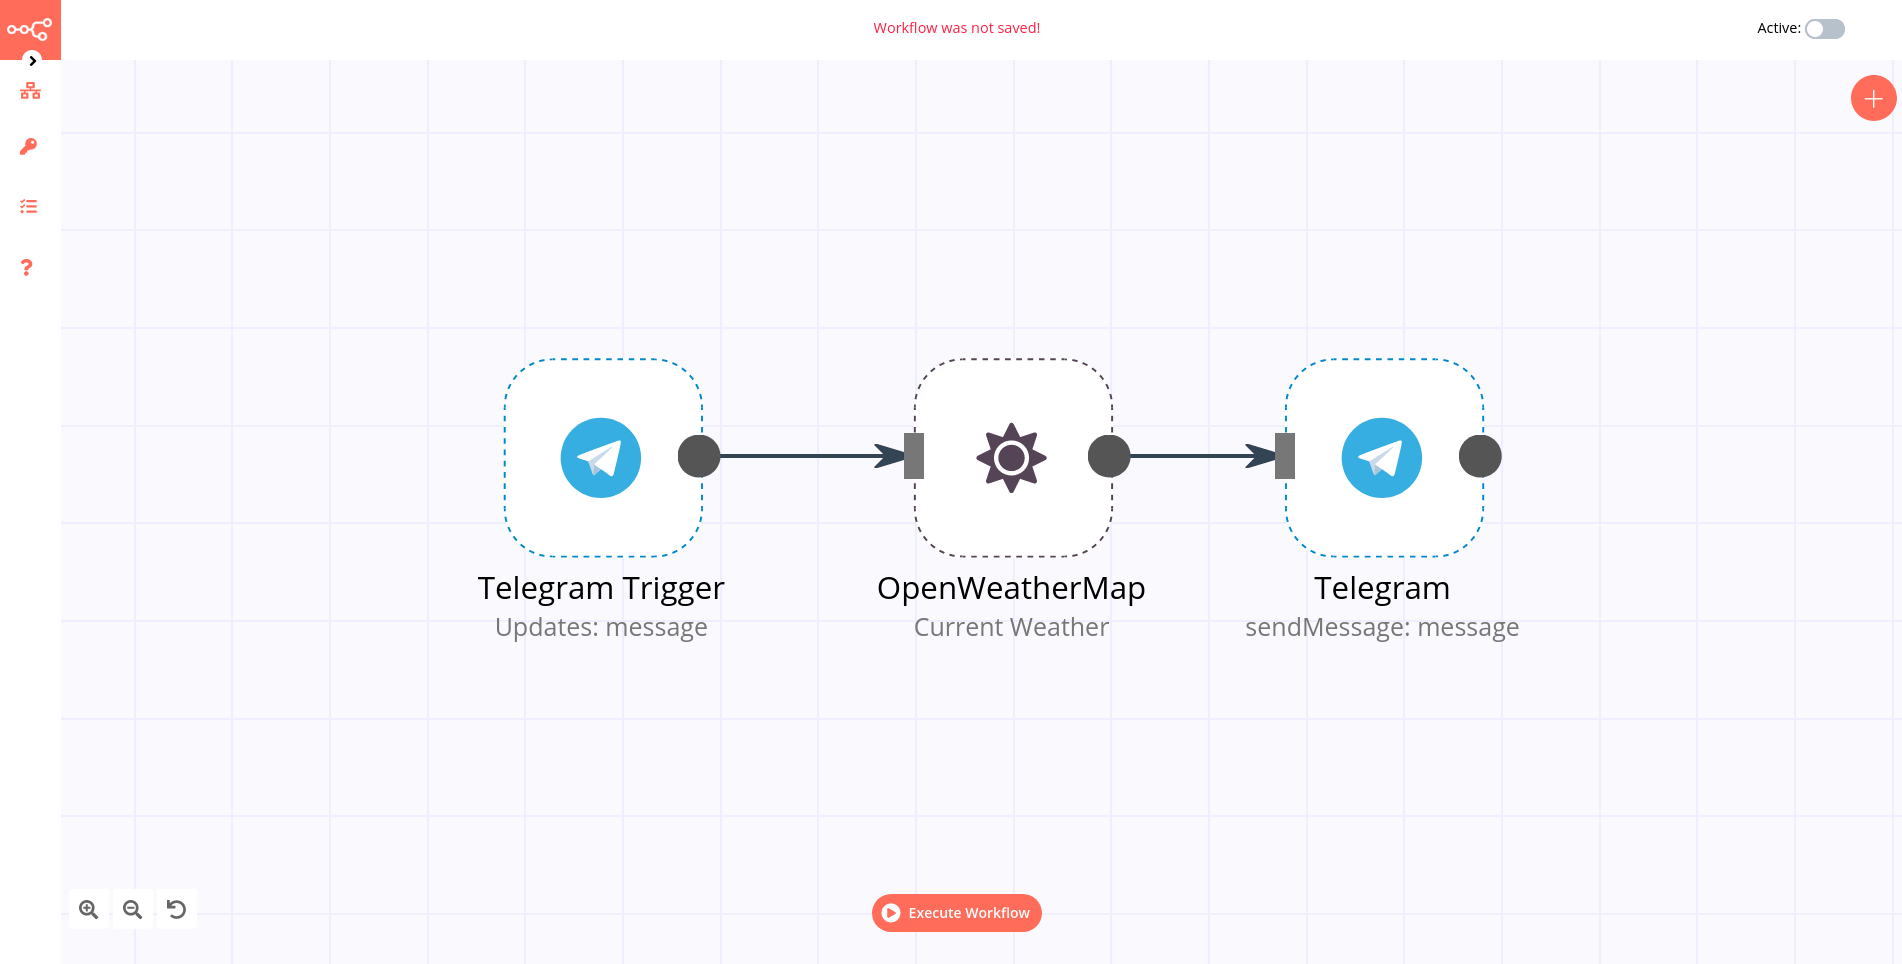 Workflow was not saved!
Active:
Telegram Trigger
Updates: message
OpenWeatherMap
Current Weather
Telegram
sendMessage: message
Execute Workflow